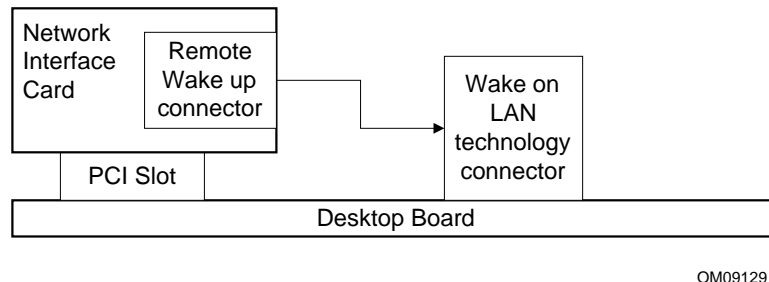 Network
Interface
Card
Remote
Wake up
connector
Wake on
LAN
technology
connector
PCI Slot
Desktop Board
OM09129